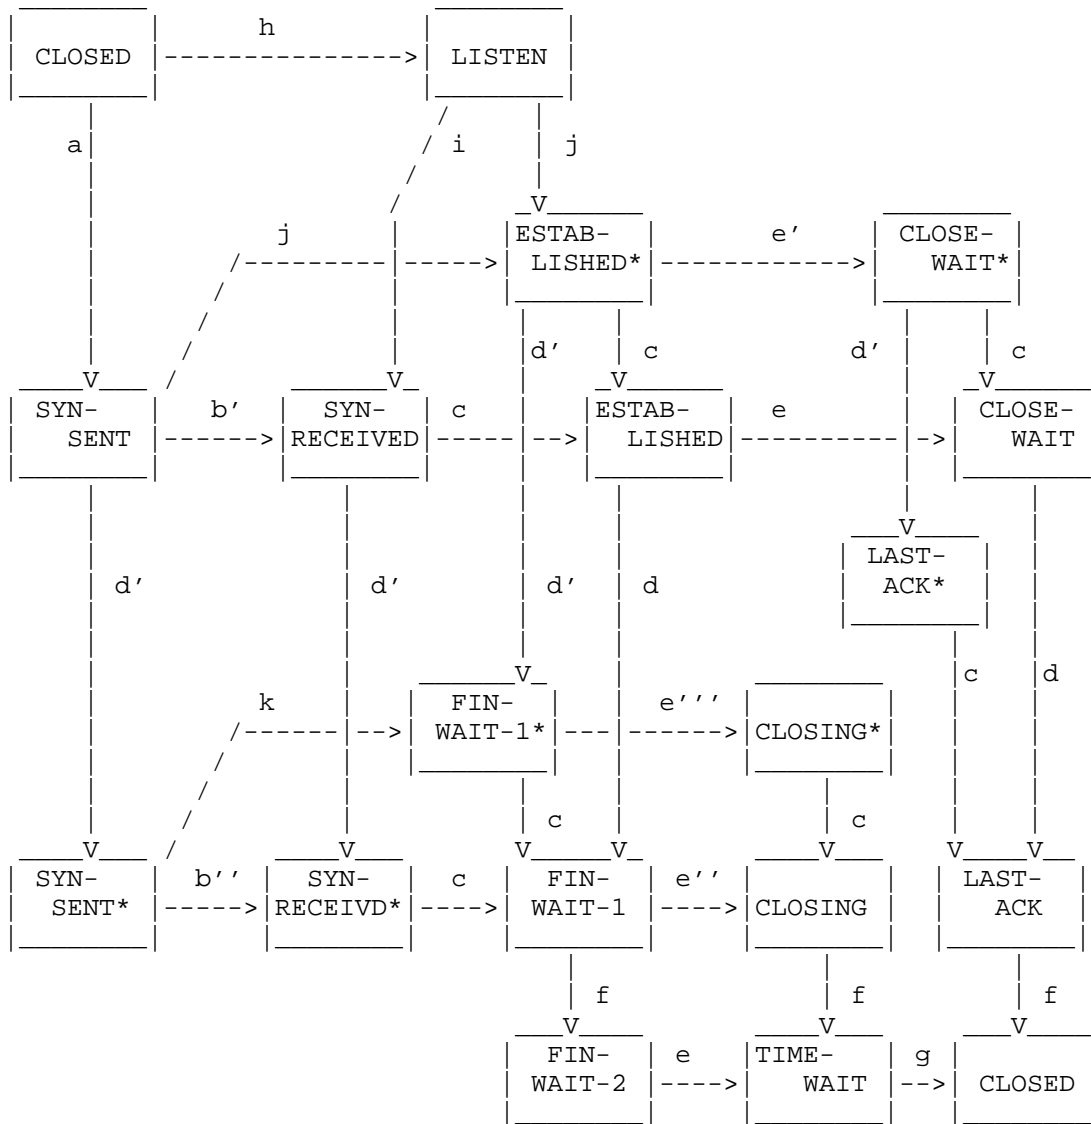 h
CLOSED LISTEN
a i j
j ESTAB- e' CLOSE-
LISHED* WAIT*
d' c d' c
SYN- b' SYN- c ESTAB- e CLOSE-
SENT RECEIVED LISHED WAIT
LAST-
d' d' d' d ACK*
c d
k FIN- e'''
WAIT-1* CLOSING*
c c
SYN- b'' SYN- c FIN- e'' LAST-
SENT* RECEIVD* WAIT-1 CLOSING ACK
f f f
FIN- e TIME- g
WAIT-2 WAIT CLOSED